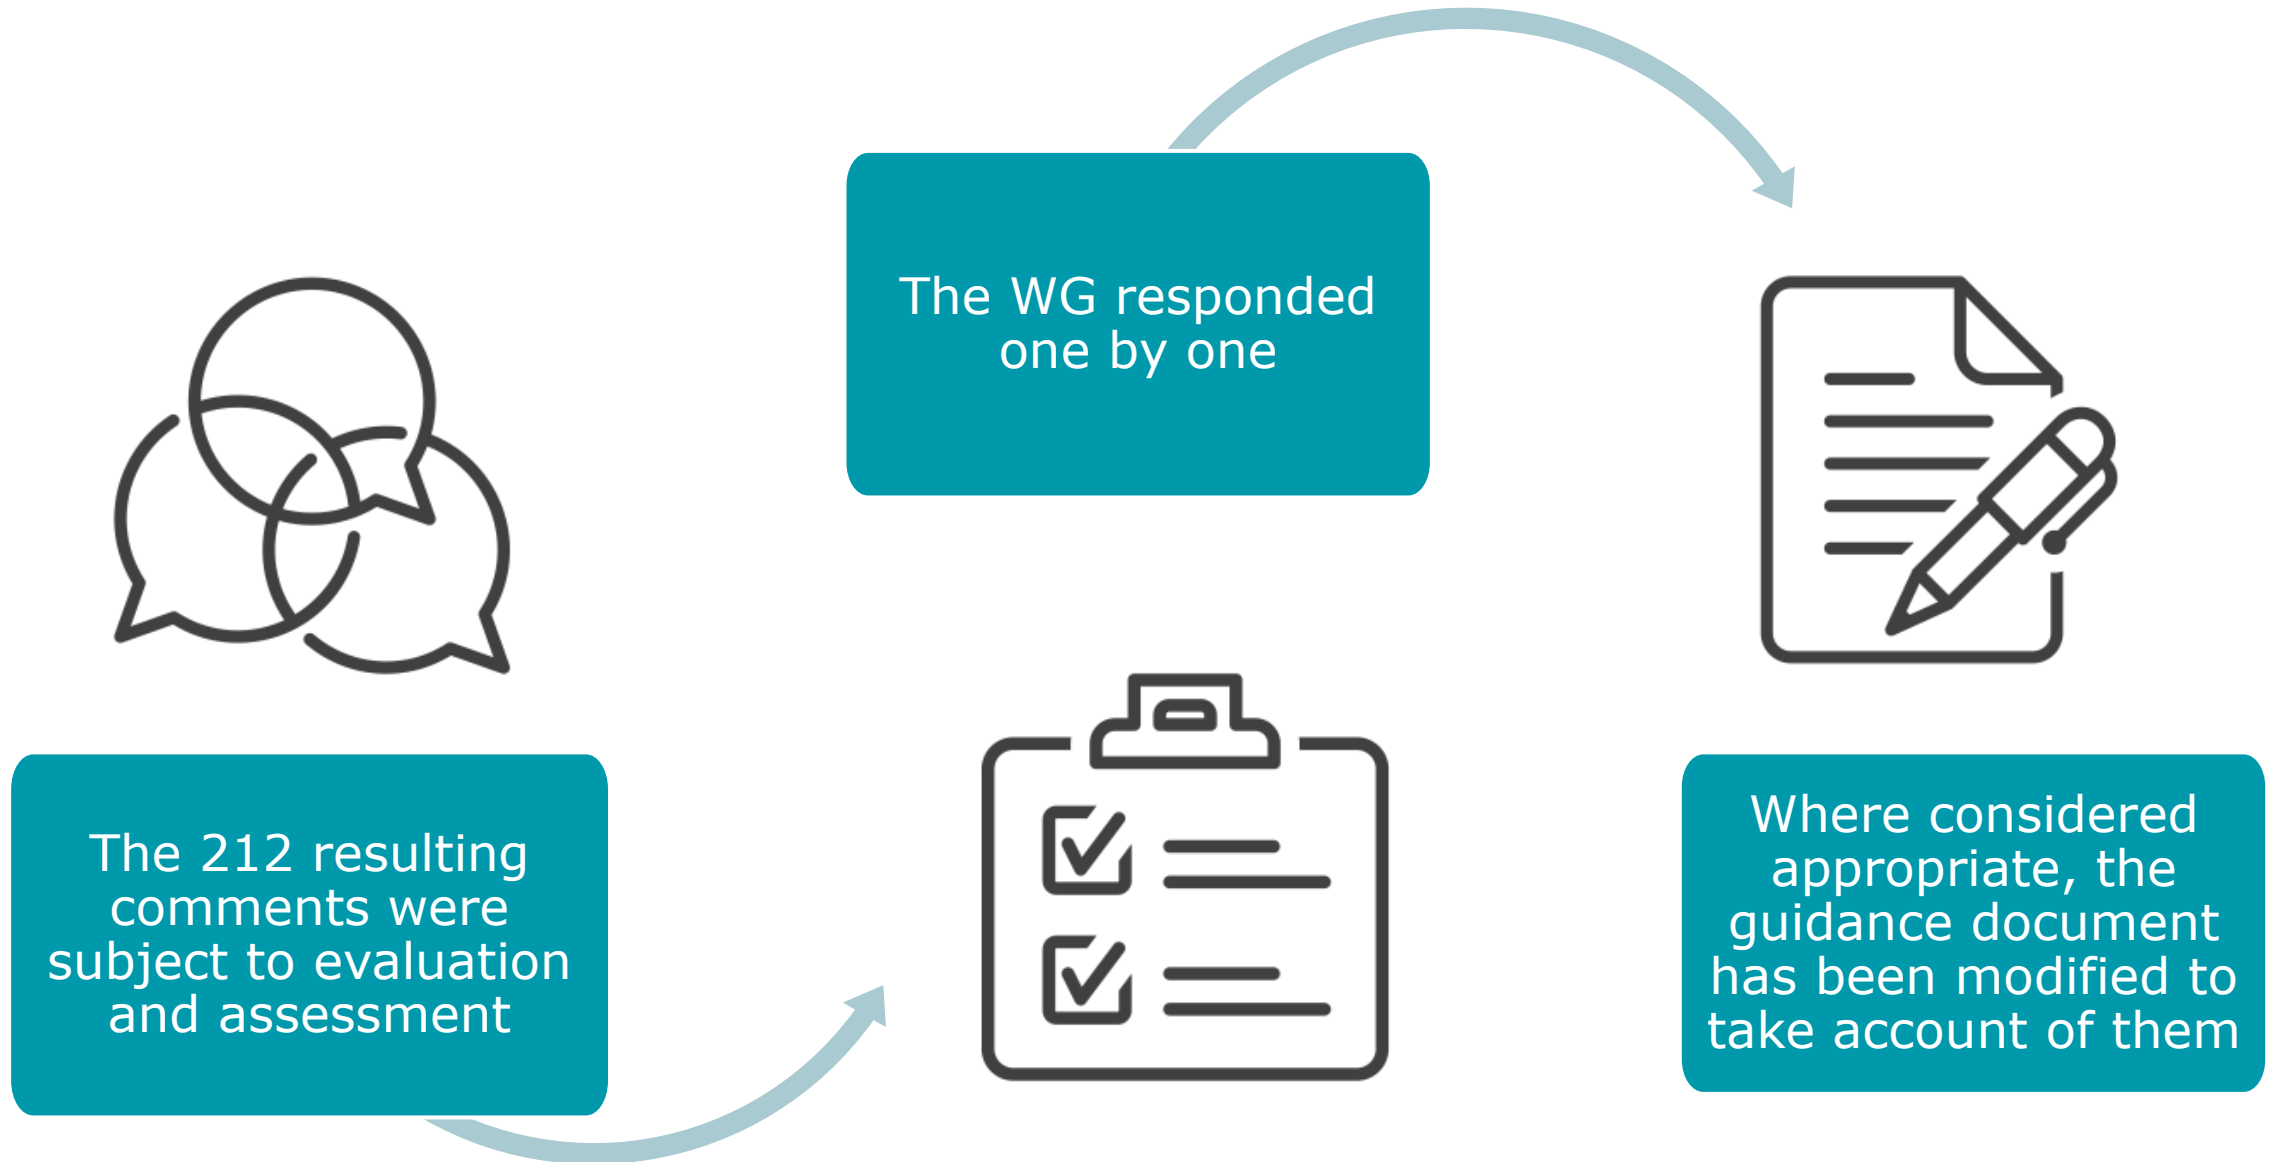 The 212 resulting
comments were
subject to evaluation
and assessment
The WG responded
one by one
Where considered
appropriate, the
guidance document
has been modified to
take account of them